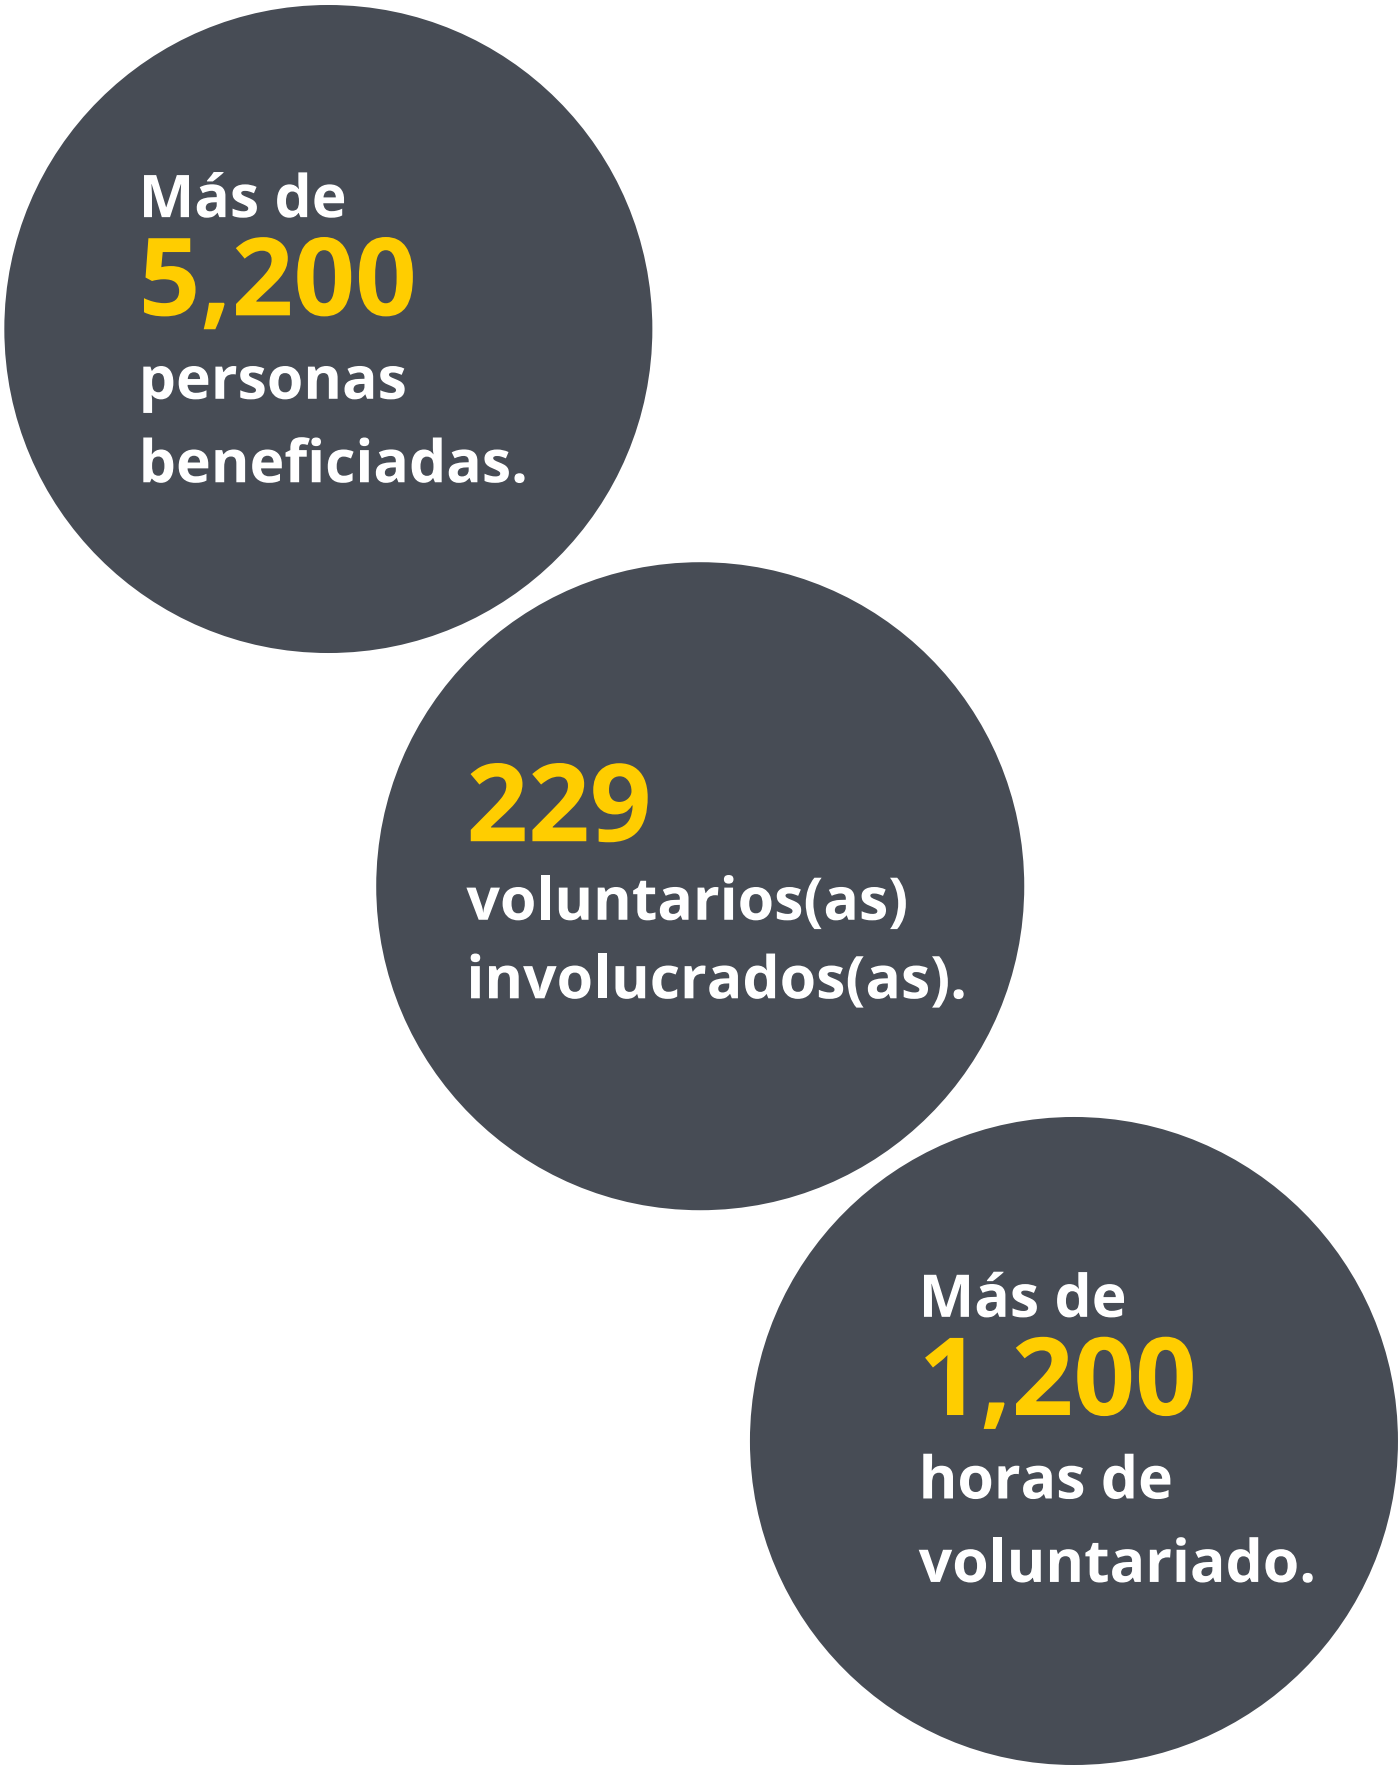 Más de
5,200
personas
beneficiadas.
229
voluntarios(as)
involucrados(as).
Más de
1,200
horas de
voluntariado.